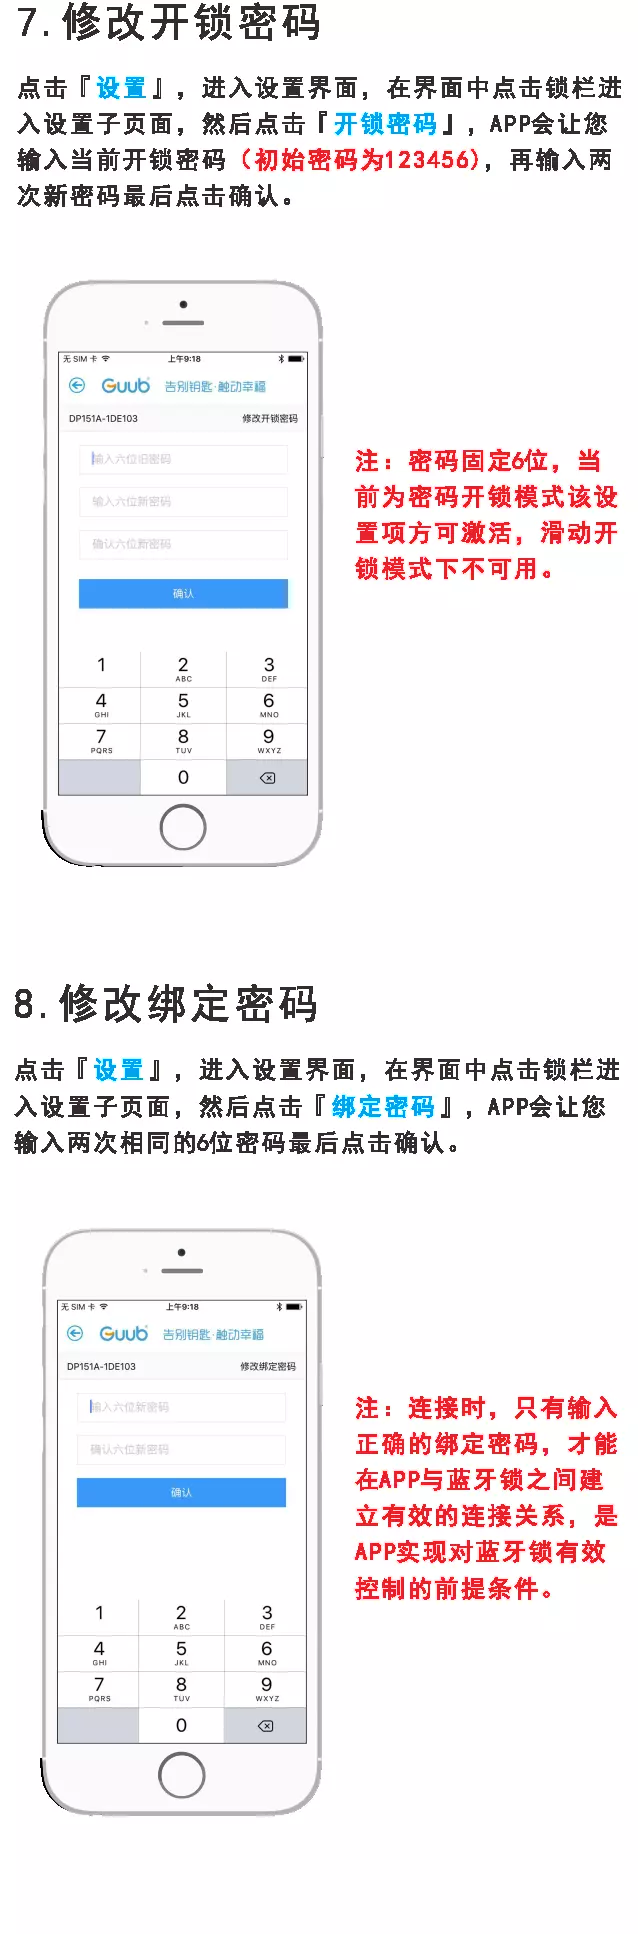 7.修改开锁密码
点击『设置』，进入设置界面，在界面中点击锁栏进
入设置子页面，然后点击『开锁密码』，APP会让您
输入当前开锁密码（初始密码为123456)，再输入两
次新密码最后点击确认。
无 SIM 卡 上午9:18
Guub 告别钥匙·触动幸福
DP151A-1DE103 修改开锁密码
输入六位旧密码
输入六位新密码
确认六位新密码
确认
1 2 3
ABC DEF
4 5 6
GHI JKL MNO
7 8 9
PQRS TUV WXYZ
0
注：密码固定6位，当
前为密码开锁模式该设
置项方可激活，滑动开
锁模式下不可用。
8.修改绑定密码
点击『设置』，进入设置界面，在界面中点击锁栏进
入设置子页面，然后点击『绑定密码』，APP会让您
输入两次相同的6位密码最后点击确认。
无 SIM 卡 上午9:18
Guub 告别钥匙·触动幸福
DP151A-1DE103 修改绑定密码
输入六位新密码
确认六位新密码
确认
1 2 3
ABC DEF
4 5 6
GHI JKL MNO
7 8 9
PQRS TUV WXYZ
0
注：连接时，只有输入
正确的绑定密码，才能
在APP与蓝牙锁之间建
立有效的连接关系，是
APP实现对蓝牙锁有效
控制的前提条件。